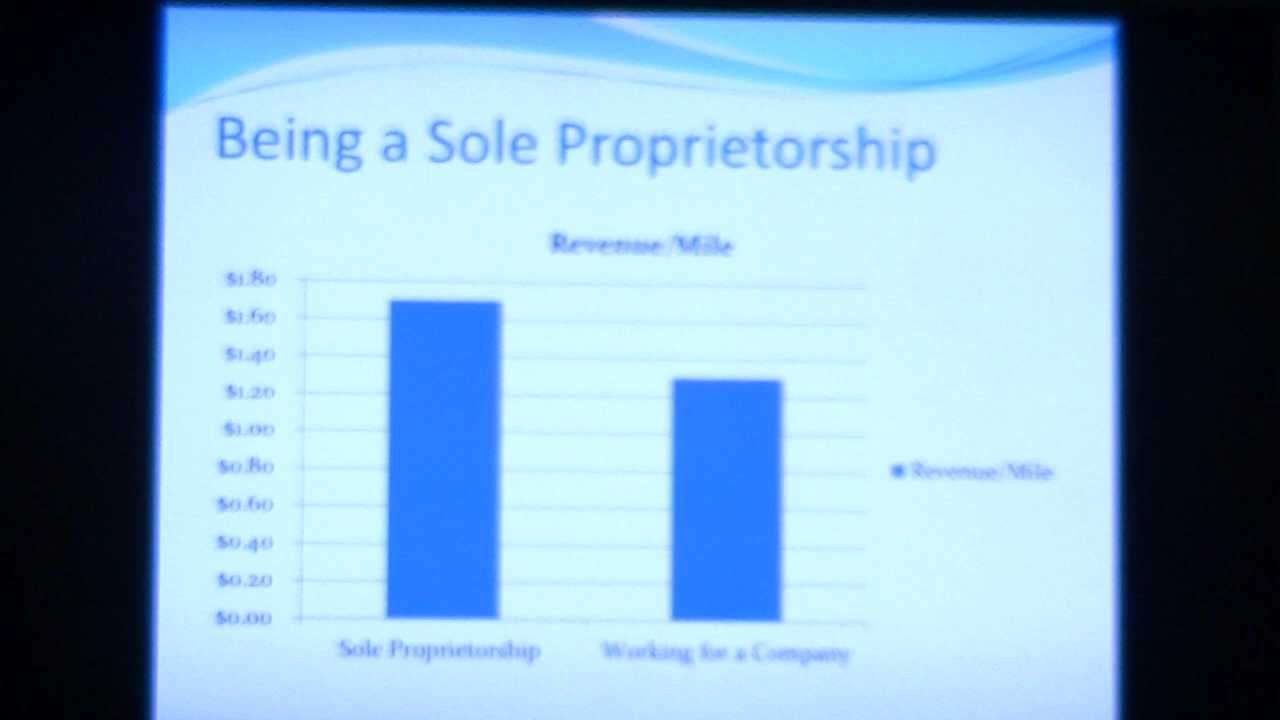 Being a Sole Proprietorship
Revenue/Mile
$1.80
$1.60
$1.40
$1.20
$1.00
$0.80
$0.60
$0.40
$0.20
$0.00
Sole Proprietorship
Working for a Company
Revenue/Mile